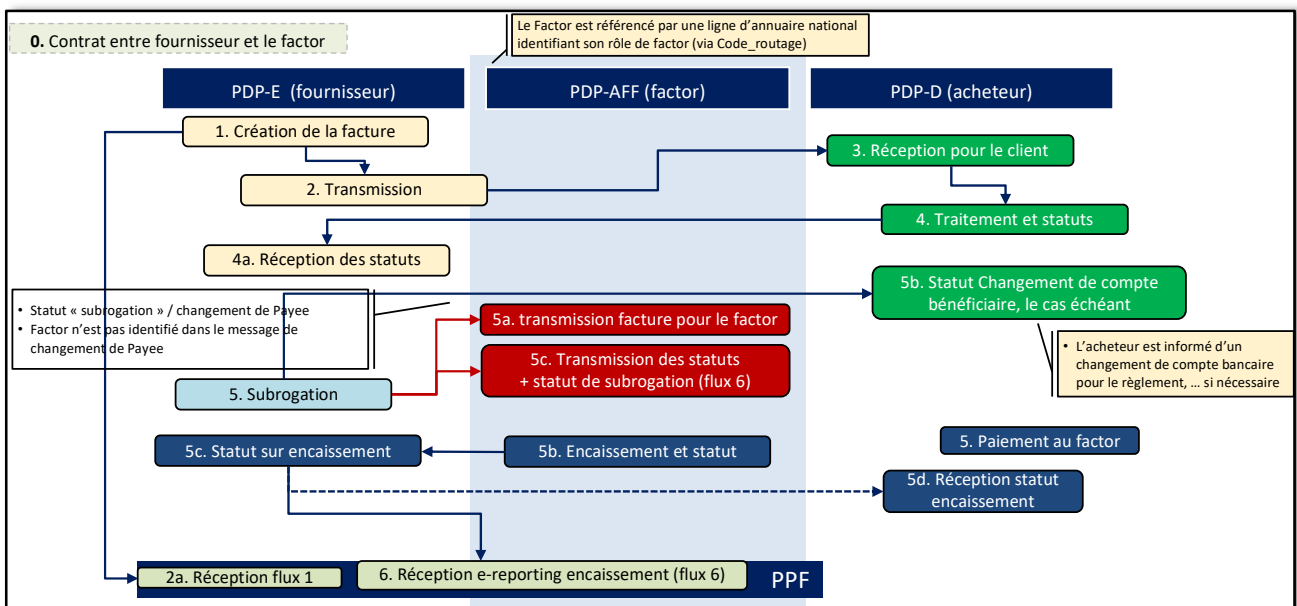 Le Factor est référencé par une ligne d'annuaire national
identifiant son rôle de factor (via Code_routage)
0. Contrat entre fournisseur et le factor
PDP-E (fournisseur)
PDP-AFF (factor)
PDP-D (acheteur)
1. Création de la facture
3. Réception pour le client
2. Transmission
4. Traitement et statuts
4a. Réception des statuts
5b. Statut Changement de compte
bénéficiaire, le cas échéant
• Statut « subrogation » / changement de Payee
• Factor n'est pas identifié dans le message de
changement de Payee
5a. transmission facture pour le factor
5c. Transmission des statuts
+ statut de subrogation (flux 6)
• L'acheteur est informé d'un
changement de compte bancaire
pour le règlement, … si nécessaire
5. Subrogation
5c. Statut sur encaissement
5b. Encaissement et statut
5. Paiement au factor
5d. Réception statut
encaissement
2a. Réception flux 1
6. Réception e-reporting encaissement (flux 6)
PPF